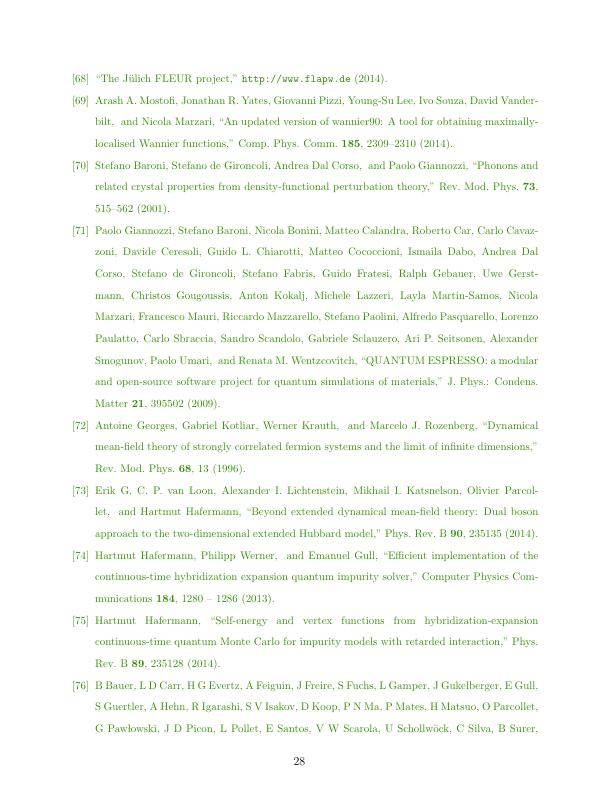 [68] “The Jülich FLEUR project,” http://www.flapw.de (2014).
[69] Arash A. Mostofi, Jonathan R. Yates, Giovanni Pizzi, Young-Su Lee, Ivo Souza, David Vander-
bilt, and Nicola Marzari, “An updated version of wannier90: A tool for obtaining maximally-
localised Wannier functions,” Comp. Phys. Comm. 185, 2309–2310 (2014).
[70] Stefano Baroni, Stefano de Gironcoli, Andrea Dal Corso, and Paolo Giannozzi, “Phonons and
related crystal properties from density-functional perturbation theory,” Rev. Mod. Phys. 73,
515–562 (2001).
[71] Paolo Giannozzi, Stefano Baroni, Nicola Bonini, Matteo Calandra, Roberto Car, Carlo Cavaz-
zoni, Davide Ceresoli, Guido L. Chiarotti, Matteo Cococcioni, Ismaila Dabo, Andrea Dal
Corso, Stefano de Gironcoli, Stefano Fabris, Guido Fratesi, Ralph Gebauer, Uwe Gerst-
mann, Christos Gougoussis, Anton Kokalj, Michele Lazzeri, Layla Martin-Samos, Nicola
Marzari, Francesco Mauri, Riccardo Mazzarello, Stefano Paolini, Alfredo Pasquarello, Lorenzo
Paulatto, Carlo Sbraccia, Sandro Scandolo, Gabriele Sclauzero, Ari P. Seitsonen, Alexander
Smogunov, Paolo Umari, and Renata M. Wentzcovitch, “QUANTUM ESPRESSO: a modular
and open-source software project for quantum simulations of materials,” J. Phys.: Condens.
Matter 21, 395502 (2009).
[72] Antoine Georges, Gabriel Kotliar, Werner Krauth, and Marcelo J. Rozenberg, “Dynamical
mean-field theory of strongly correlated fermion systems and the limit of infinite dimensions,”
Rev. Mod. Phys. 68, 13 (1996).
[73] Erik G. C. P. van Loon, Alexander I. Lichtenstein, Mikhail I. Katsnelson, Olivier Parcol-
let, and Hartmut Hafermann, “Beyond extended dynamical mean-field theory: Dual boson
approach to the two-dimensional extended Hubbard model,” Phys. Rev. B 90, 235135 (2014).
[74] Hartmut Hafermann, Philipp Werner, and Emanuel Gull, “Efficient implementation of the
continuous-time hybridization expansion quantum impurity solver,” Computer Physics Com-
munications 184, 1280 – 1286 (2013).
[75] Hartmut Hafermann, “Self-energy and vertex functions from hybridization-expansion
continuous-time quantum Monte Carlo for impurity models with retarded interaction,” Phys.
Rev. B 89, 235128 (2014).
[76] B Bauer, L D Carr, H G Evertz, A Feiguin, J Freire, S Fuchs, L Gamper, J Gukelberger, E Gull,
S Guertler, A Hehn, R Igarashi, S V Isakov, D Koop, P N Ma, P Mates, H Matsuo, O Parcollet,
G Pawłowski, J D Picon, L Pollet, E Santos, V W Scarola, U Schollwöck, C Silva, B Surer,
28